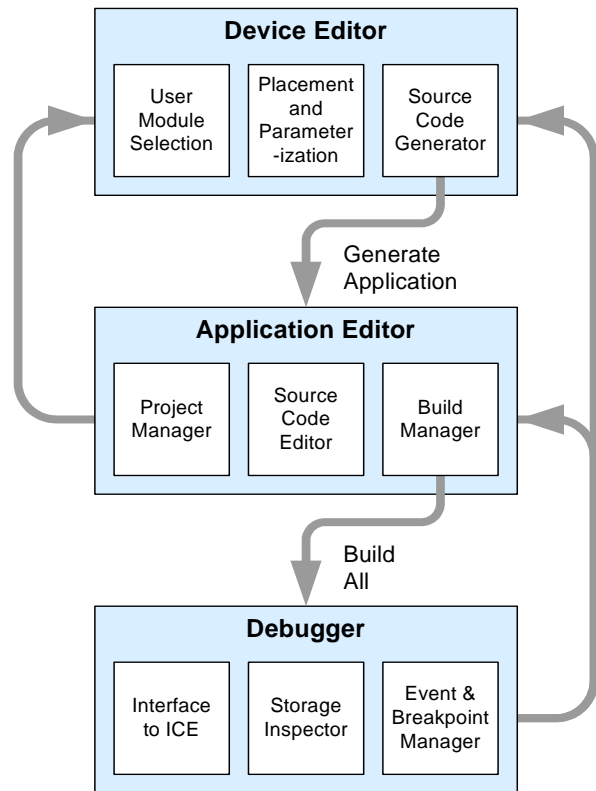 Device Editor
User
Module
Selection
Placement
and
Parameter
-ization
Source
Code
Generator
Generate
Application
Application Editor
Project
Manager
Source
Code
Editor
Build
Manager
Build
All
Debugger
Interface
to ICE
Storage
Inspector
Event &
Breakpoint
Manager